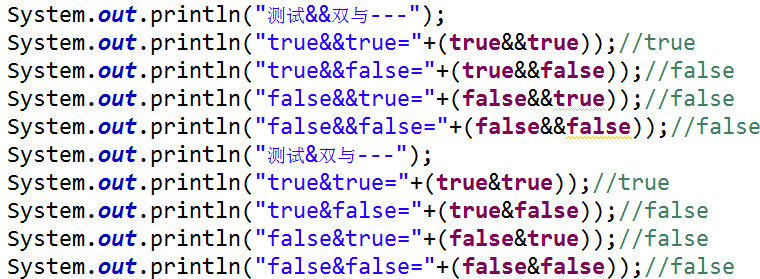 System.out.println("测试&&双与---");
System.out.println("true&&true="+(true&&true));//true
System.out.println("true&&false="+(true&&false));//false
System.out.println("false&&true="+(false&&true));//false
System.out.println("false&&false="+(false&&false));//false
System.out.println("测试&双与---");
System.out.println("true&true="+(true&true));//true
System.out.println("true&false="+(true&false));//false
System.out.println("false&true="+(false&true));//false
System.out.println("false&false="+(false&false));//false